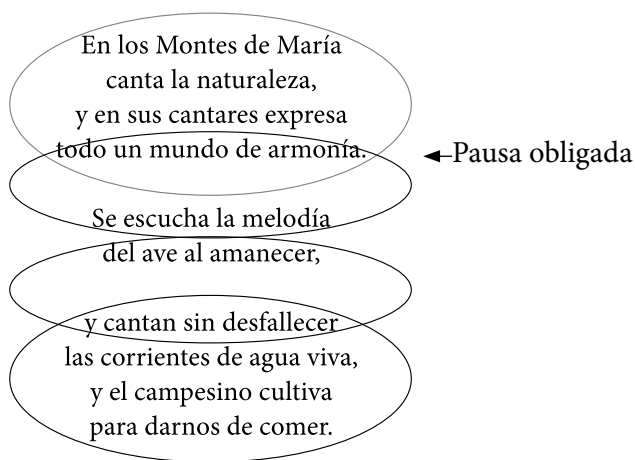 En los Montes de María
canta la naturaleza,
y en sus cantares expresa
todo un mundo de armonía.
Pausa obligada
Se escucha la melodía
del ave al amanecer,
y cantan sin desfallecer
las corrientes de agua viva,
y el campesino cultiva
para darnos de comer.